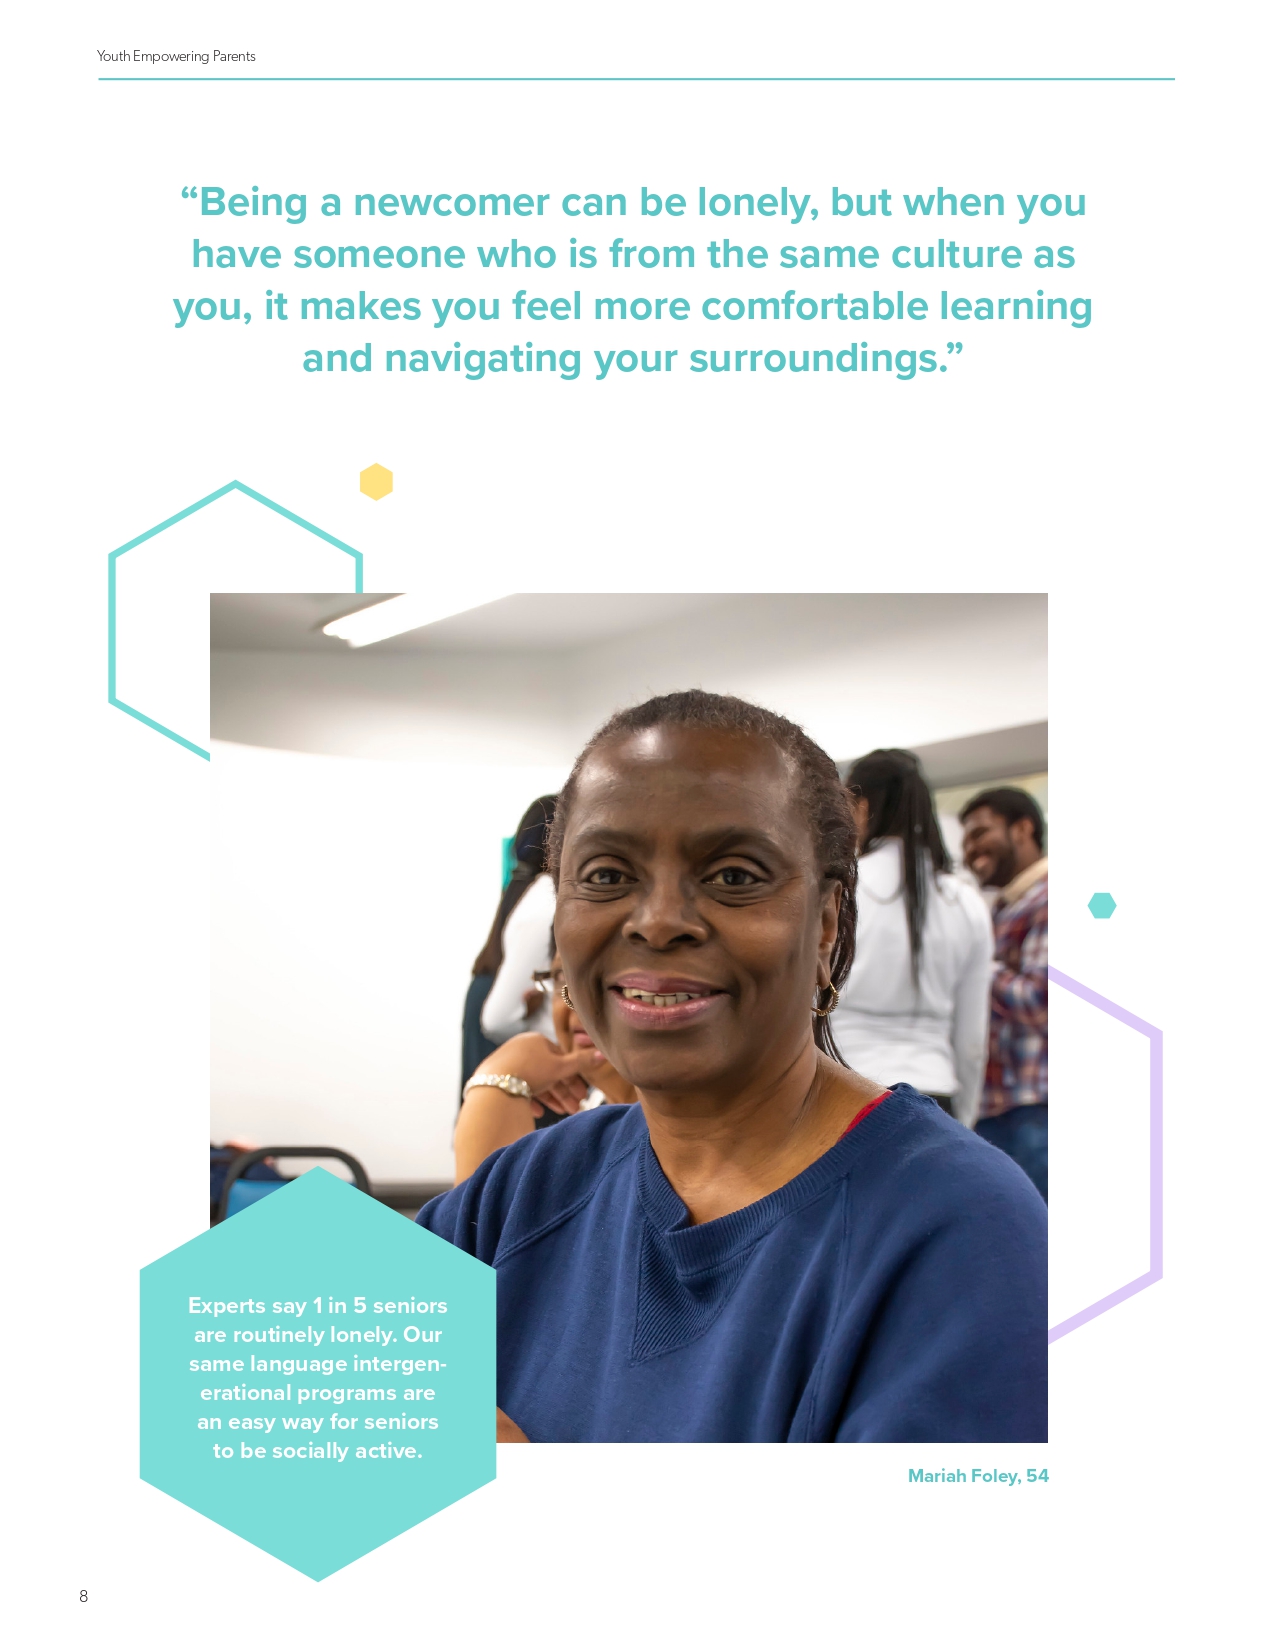 Youth Empowering Parents
“Being a newcomer can be lonely, but when you
have someone who is from the same culture as
you, it makes you feel more comfortable learning
and navigating your surroundings.”
Experts say 1 in 5 seniors
are routinely lonely. Our
same language intergen-
erational programs are
an easy way for seniors
to be socially active.
Mariah Foley, 54
8